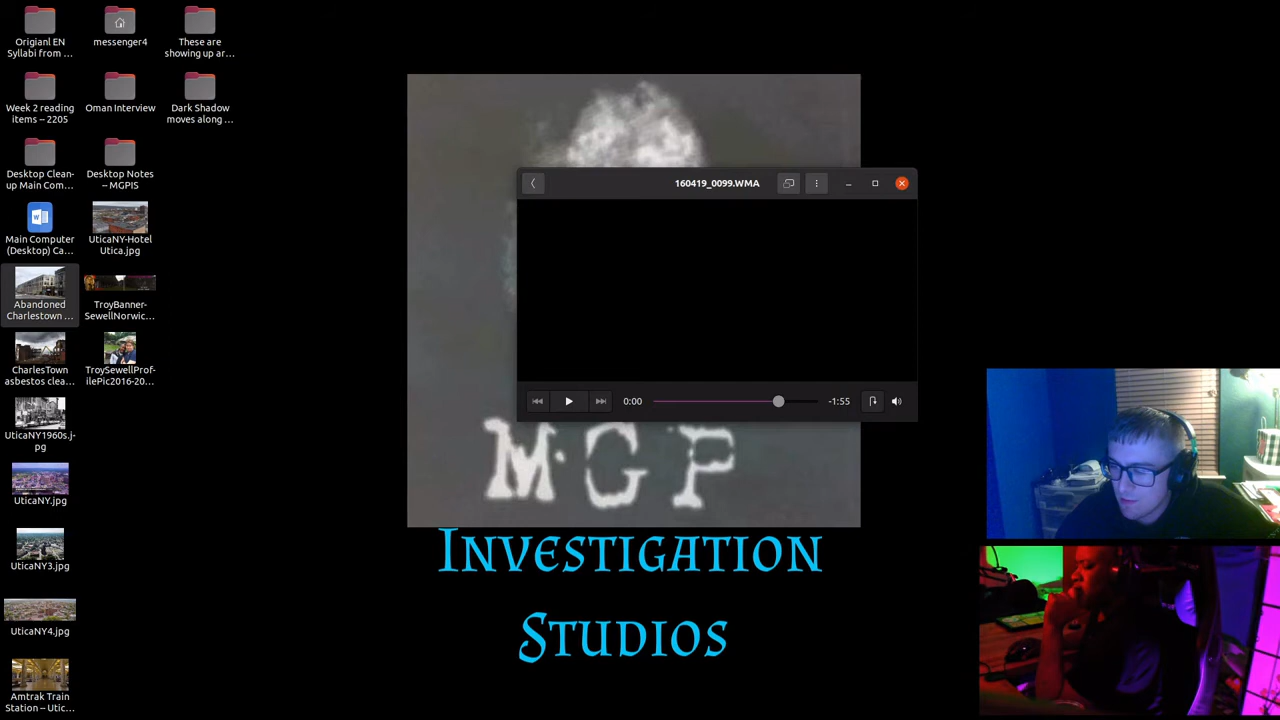 Origianl EN
Syllabi from ...
messenger4
These are
showing up ar...
Week 2 reading
items – 2205
Oman Interview
Dark Shadow
moves along ...
Desktop Clean-
up Main Com...
Desktop Notes
– MGPIS
Main Computer
(Desktop) Ca...
UticaNY-Hotel
Utica.jpg
Abandoned
Charlestown ...
TroyBanner-
SewellNorwic...
CharlesTown
asbestos clea...
TroySewellProf-
ilePic2016-20...
UticaNY1960s.j-
pg
UticaNY.jpg
UticaNY3.jpg
UticaNY4.jpg
Amtrak Train
Station – Utic...
160419_0099.WMA
0:00
-1:55
MGP
Investigation
Studios